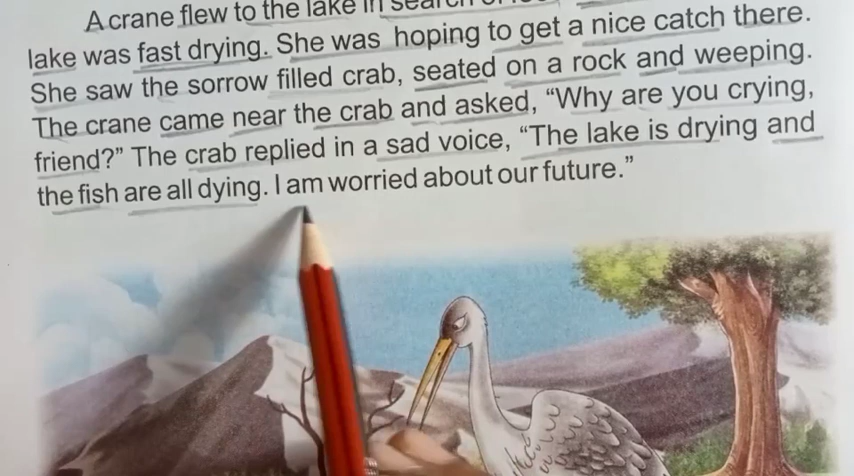 A crane flew to the lake in search of
lake was fast drying. She was hoping to get a nice catch there.
She saw the sorrow filled crab, seated on a rock and weeping.
The crane came near the crab and asked, “Why are you crying,
friend?” The crab replied in a sad voice, “The lake is drying and
the fish are all dying. I am worried about our future.”